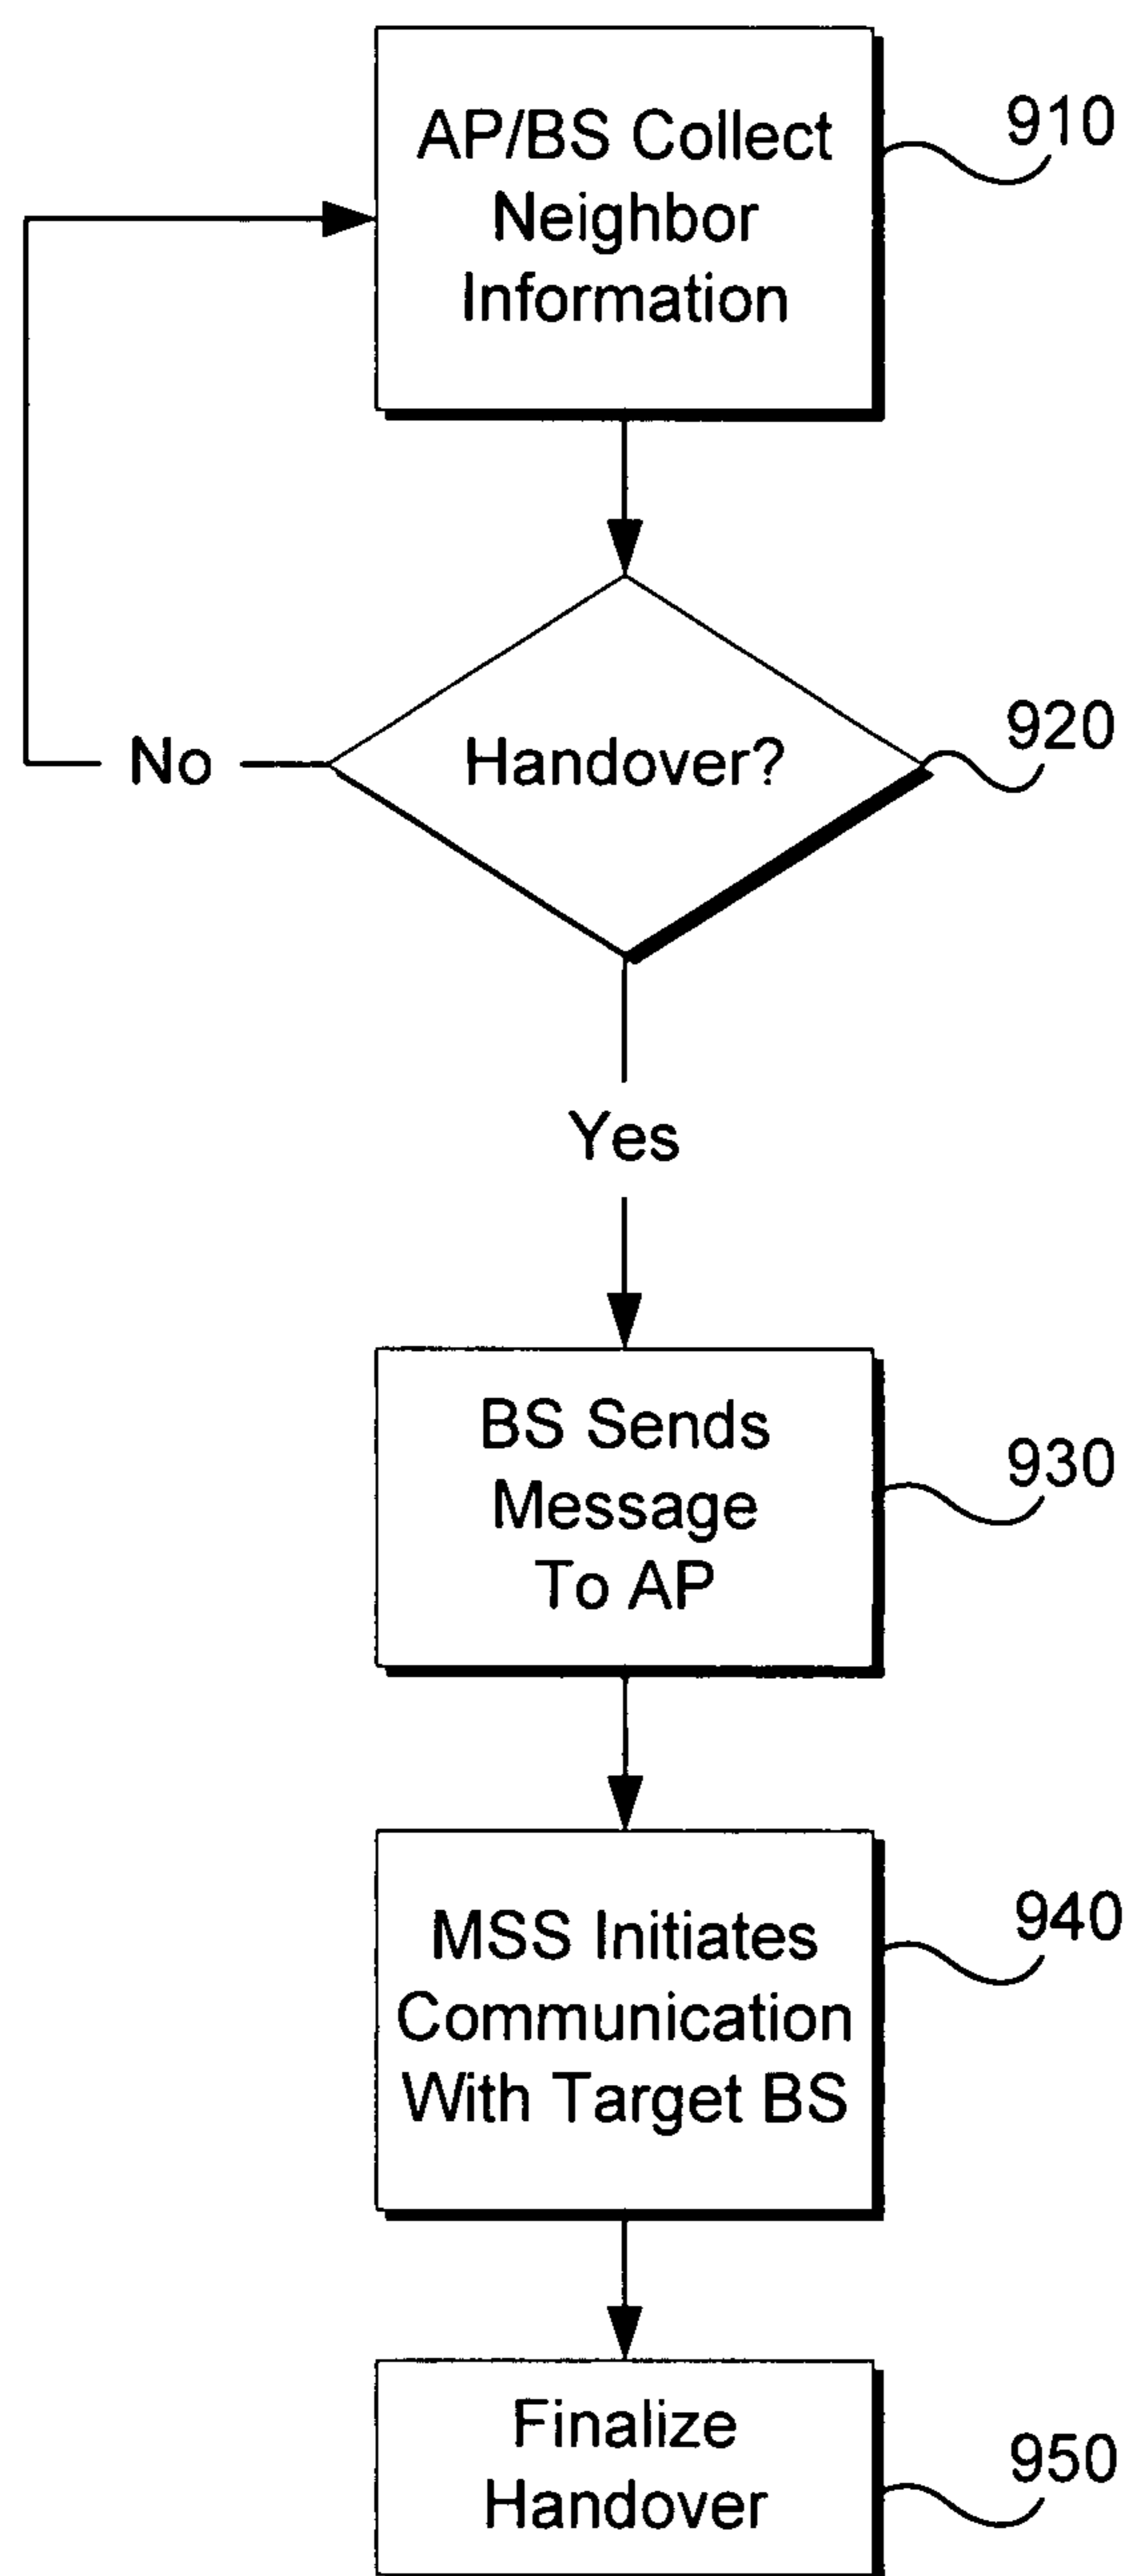 AP/BS Collect
Neighbor
Information
910
Handover?
920
No
Yes
BS Sends
Message
To AP
930
MSS Initiates
Communication
With Target BS
940
Finalize
Handover
950